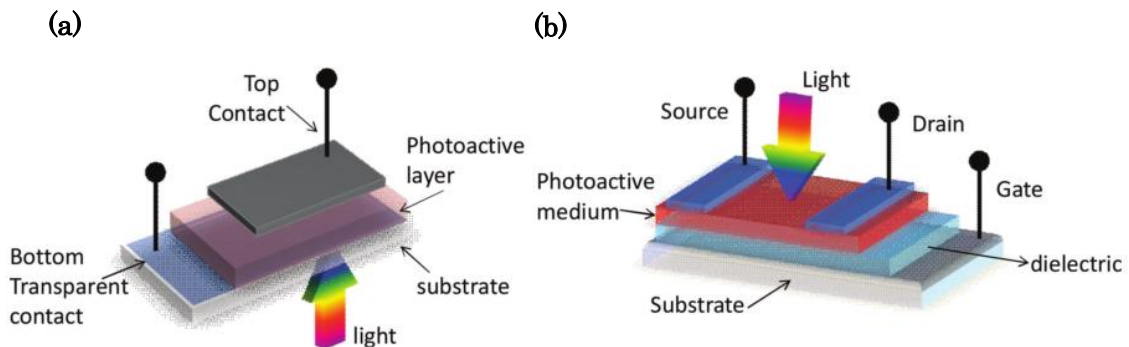 (a)
Top
Contact
Photoactive
layer
Bottom
Transparent
contact
substrate
light
(b)
Light
Source
Drain
Photoactive
medium
Gate
dielectric
Substrate